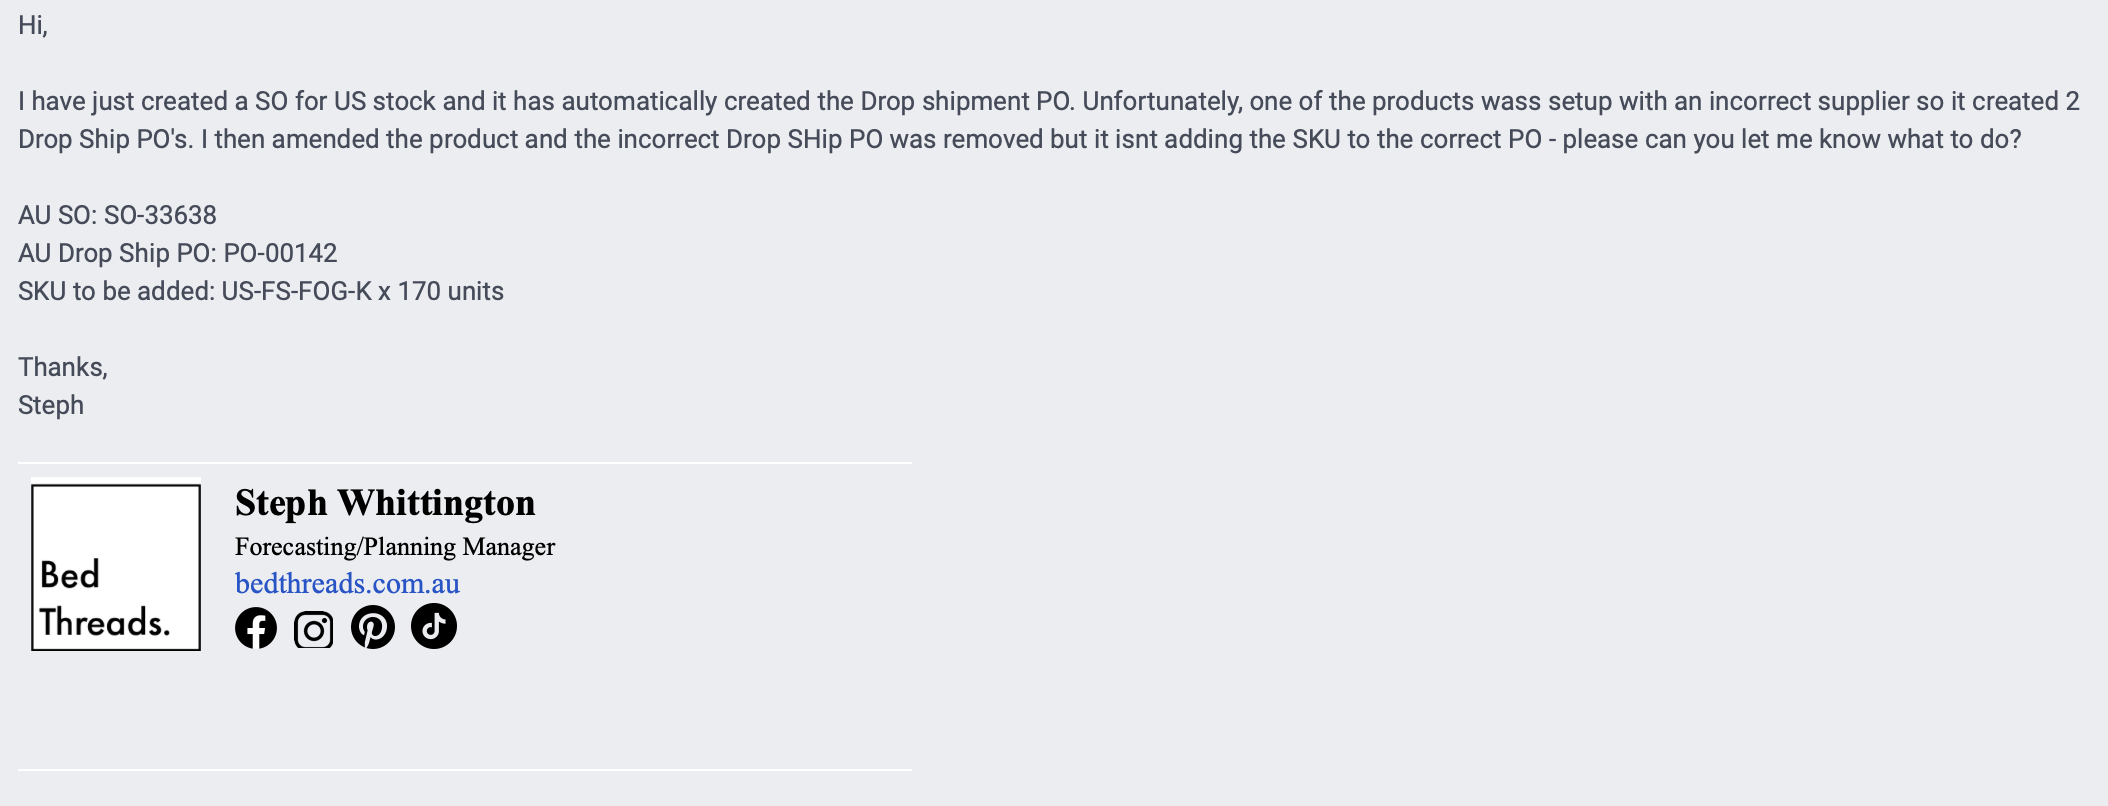 Hi,
I have just created a SO for US stock and it has automatically created the Drop shipment PO. Unfortunately, one of the products wass setup with an incorrect supplier so it created 2
Drop Ship PO's. I then amended the product and the incorrect Drop SHip PO was removed but it isnt adding the SKU to the correct PO - please can you let me know what to do?
AU SO: SO-33638
AU Drop Ship PO: PO-00142
SKU to be added: US-FS-FOG-K x 170 units
Thanks,
Steph
Bed
Threads.
Steph Whittington
Forecasting/Planning Manager
bedthreads.com.au